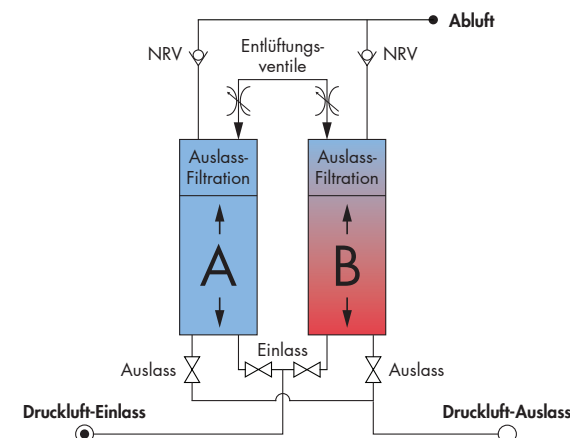 Abluft
NRV
Entlüftungs-
ventile
NRV
Auslass-
Filtration
Auslass-
Filtration
A
B
Einlass
Auslass
Auslass
Druckluft-Einlass
Druckluft-Auslass